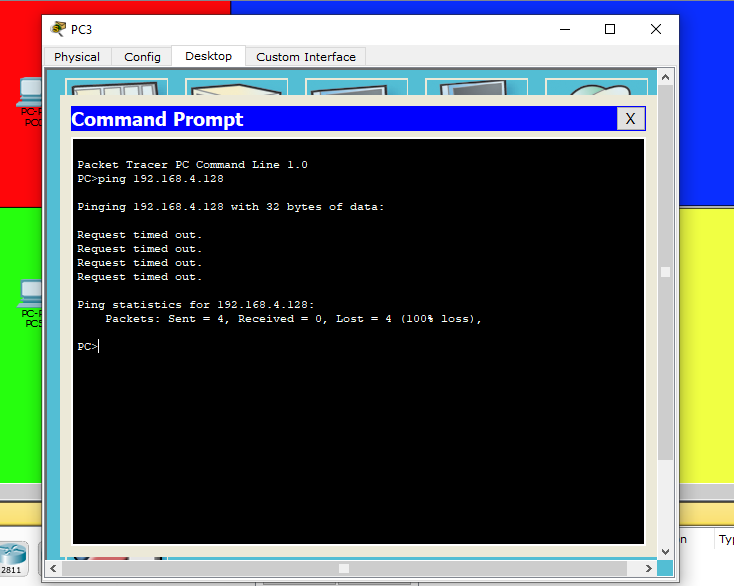 PC3
Physical
Config
Desktop
Custom Interface
Command Prompt
X
Packet Tracer PC Command Line 1.0
PC>ping 192.168.4.128
Pinging 192.168.4.128 with 32 bytes of data:
Request timed out.
Request timed out.
Request timed out.
Request timed out.
Ping statistics for 192.168.4.128:
Packets: Sent = 4, Received = 0, Lost = 4 (100% loss),
PC>
2811